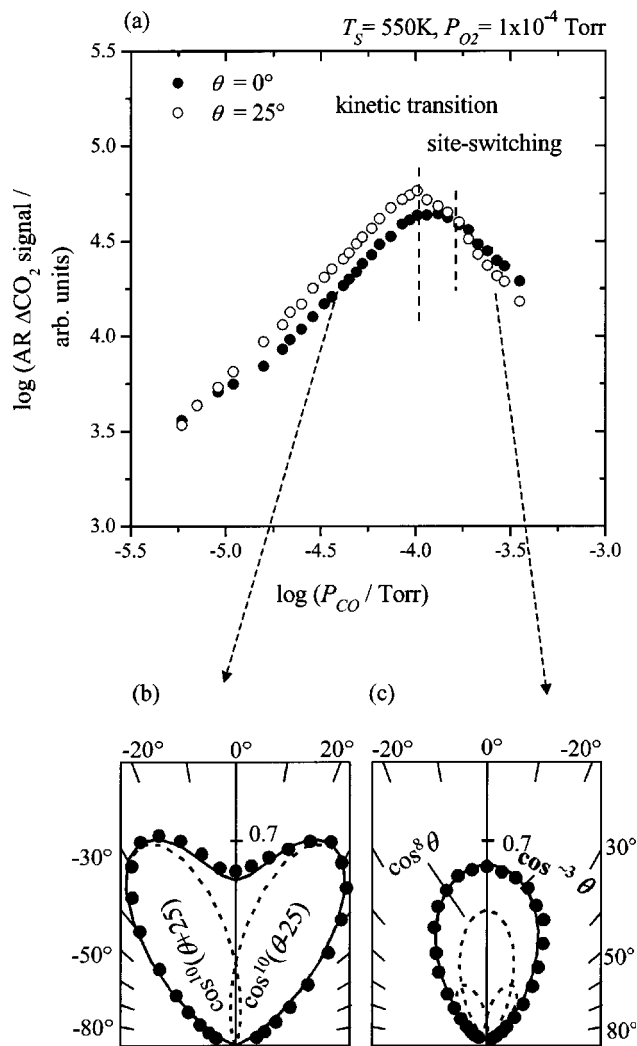 (a)
T_S = 550K, P_O2 = 1x10^-4 Torr
θ = 0°
θ = 25°
kinetic transition
site-switching
5.5
5.0
4.5
4.0
3.5
3.0
log (AR ΔCO₂ signal /
arb. units)
-5.5 -5.0 -4.5 -4.0 -3.5 -3.0
log (P_CO / Torr)
(b)
-20° 0° 20°
0.7
-30°
-50°
-80°
cos^10(θ+25)
cos^10(θ-25)
(c)
-20° 0° -20°
0.7
cos^8 θ
cos^~3 θ
30°
50°
80°